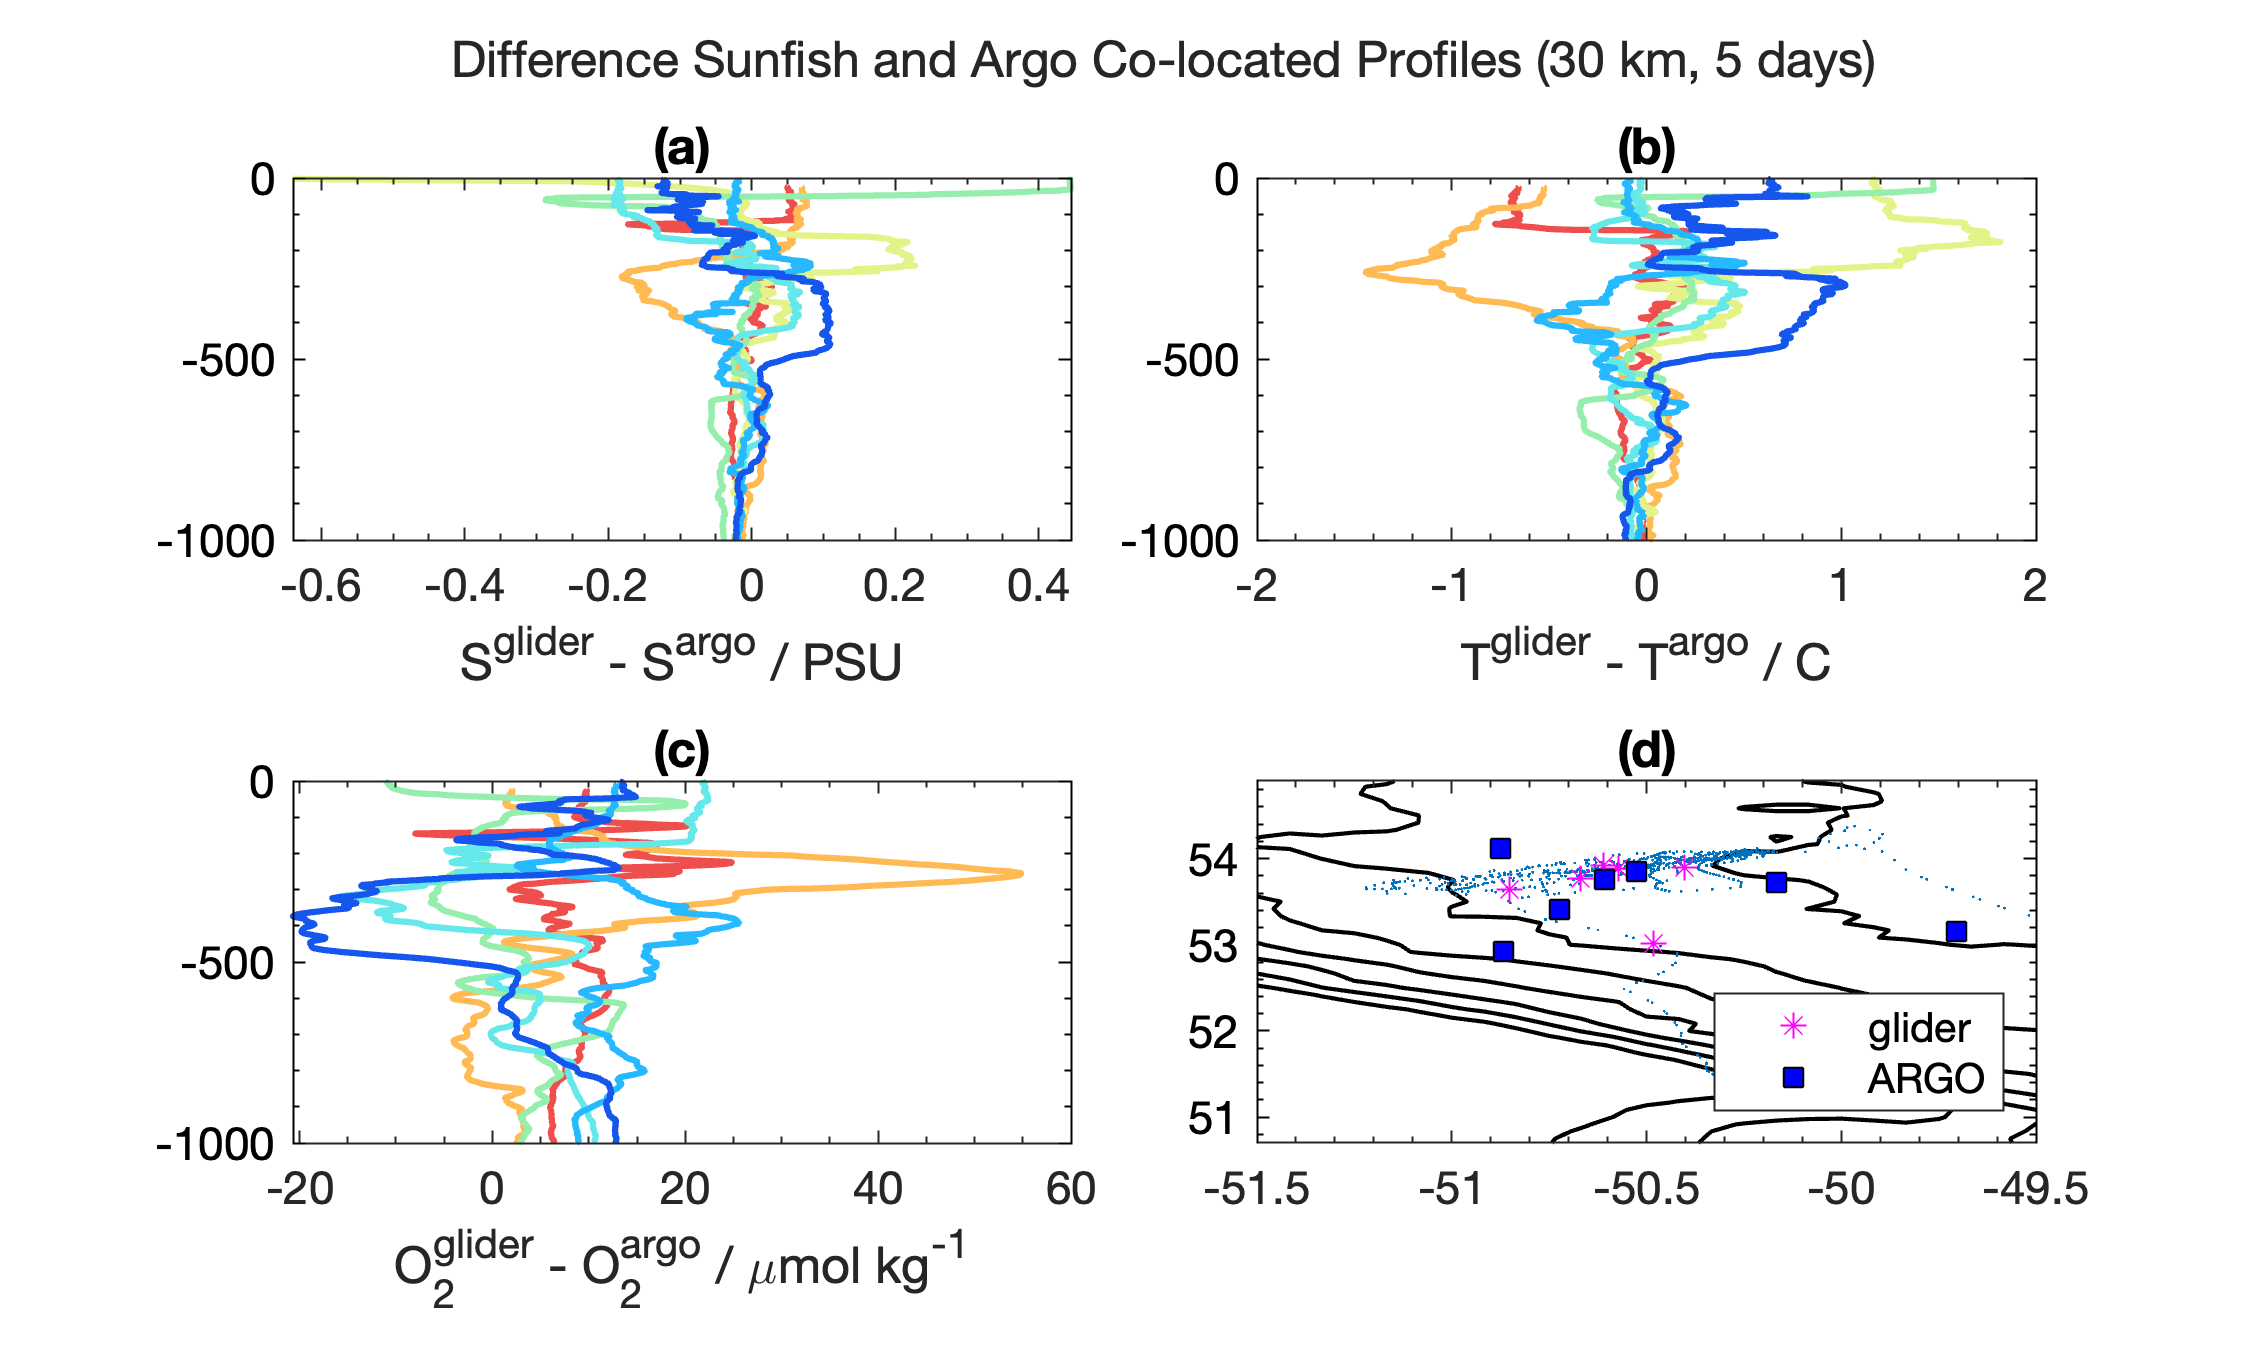 Difference Sunfish and Argo Co-located Profiles (30 km, 5 days)
(a)
0
-500
-1000
-0.6 -0.4 -0.2 0 0.2 0.4
S^glider - S^argo / PSU
(b)
0
-500
-1000
-2 -1 0 1 2
T^glider - T^argo / C
(c)
0
-500
-1000
-20 0 20 40 60
O_2^glider - O_2^argo / μmol kg^-1
(d)
54
53
52
51
-51.5 -51 -50.5 -50 -49.5
glider
ARGO